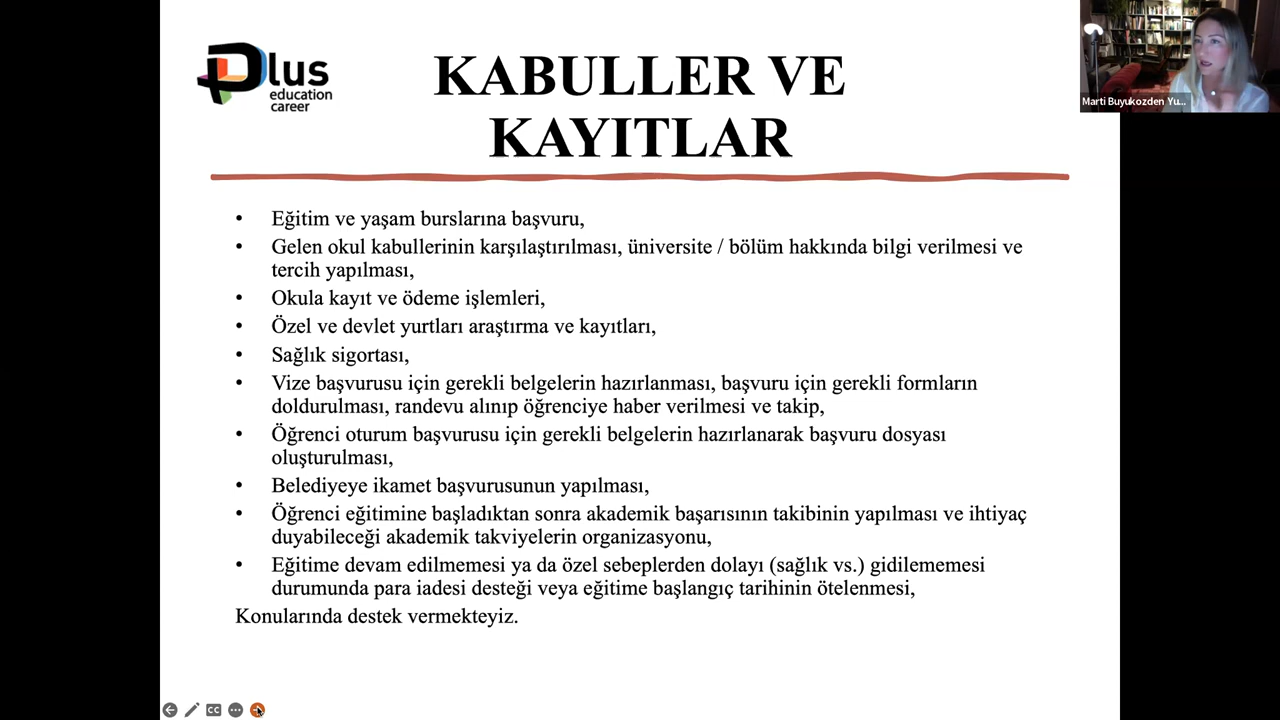 Plus
education
career
KABULLER VE
KAYITLAR
Marti Buyukozden Yu...
• Eğitim ve yaşam burslarına başvuru,
• Gelen okul kabullerinin karşılaştırılması, üniversite / bölüm hakkında bilgi verilmesi ve
tercih yapılması,
• Okula kayıt ve ödeme işlemleri,
• Özel ve devlet yurtları araştırma ve kayıtları,
• Sağlık sigortası,
• Vize başvurusu için gerekli belgelerin hazırlanması, başvuru için gerekli formların
doldurulması, randevu alınıp öğrenciye haber verilmesi ve takip,
• Öğrenci oturum başvurusu için gerekli belgelerin hazırlanarak başvuru dosyası
oluşturulması,
• Belediyeye ikamet başvurusunun yapılması,
• Öğrenci eğitimine başladıktan sonra akademik başarısının takibinin yapılması ve ihtiyaç
duyabileceği akademik takviyelerin organizasyonu,
• Eğitime devam edilmemesi ya da özel sebeplerden dolayı (sağlık vs.) gidilememesi
durumunda para iadesi desteği veya eğitime başlangıç tarihinin ötelenmesi,
Konularında destek vermekteyiz.
CC